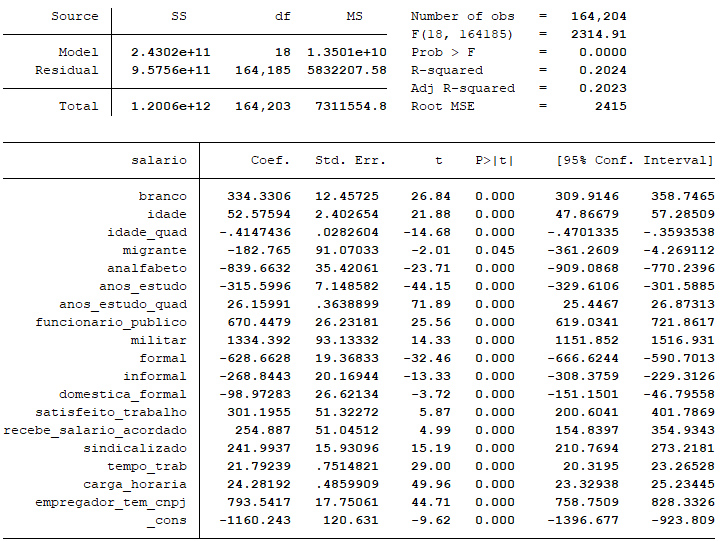 Source SS df MS Number of obs = 164,204
F(18, 164185) = 2314.91
Model 2.4302e+11 18 1.3501e+10 Prob > F = 0.0000
Residual 9.5756e+11 164,185 5832207.58 R-squared = 0.2024
Adj R-squared = 0.2023
Total 1.2006e+12 164,203 7311554.8 Root MSE = 2415
salario Coef. Std. Err. t P>|t| [95% Conf. Interval]
branco 334.3306 12.45725 26.84 0.000 309.9146 358.7465
idade 52.57594 2.402654 21.88 0.000 47.86679 57.28509
idade_quad -.4147436 .0282604 -14.68 0.000 -.4701335 -.3593538
migrante -182.765 91.07033 -2.01 0.045 -361.2609 -4.269112
analfabeto -839.6632 35.42061 -23.71 0.000 -909.0868 -770.2396
anos_estudo -315.5996 7.148582 -44.15 0.000 -329.6106 -301.5885
anos_estudo_quad 26.15991 .3638899 71.89 0.000 25.4467 26.87313
funcionario_publico 670.4479 26.23181 25.56 0.000 619.0341 721.8617
militar 1334.392 93.13332 14.33 0.000 1151.852 1516.931
formal -628.6628 19.36833 -32.46 0.000 -666.6244 -590.7013
informal -268.8443 20.16944 -13.33 0.000 -308.3759 -229.3126
domestica_formal -98.97283 26.62134 -3.72 0.000 -151.1501 -46.79558
satisfeito_trabalho 301.1955 51.32272 5.87 0.000 200.6041 401.7869
recebe_salario_acordado 254.887 51.04512 4.99 0.000 154.8397 354.9343
sindicalizado 241.9937 15.93096 15.19 0.000 210.7694 273.2181
tempo_trab 21.79239 .7514821 29.00 0.000 20.3195 23.26528
carga_horaria 24.28192 .4859909 49.96 0.000 23.32938 25.23445
empregador_tem_cnpj 793.5417 17.75061 44.71 0.000 758.7509 828.3326
_cons -1160.243 120.631 -9.62 0.000 -1396.677 -923.809